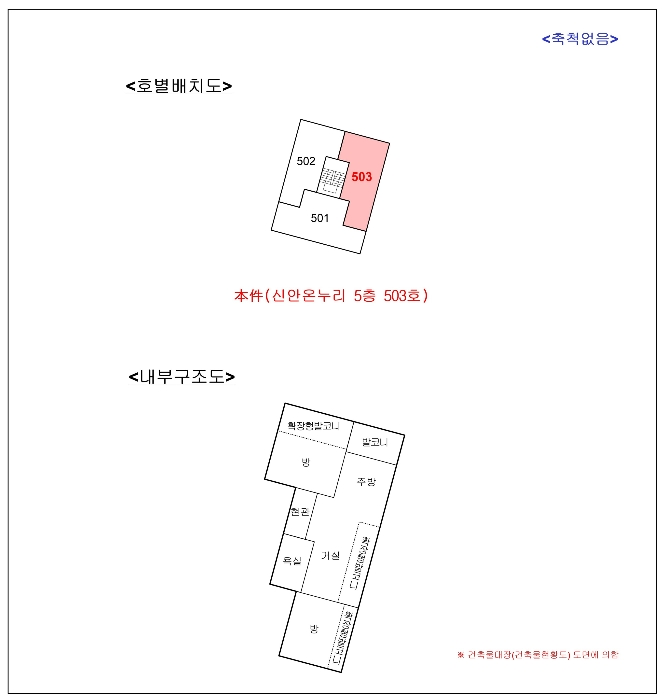 <축척없음>
<호별배치도>
502
503
501
本件(신안온누리 5층 503호)
<내부구조도>
확장형발코니
발코니
방
주방
현관
거실
확장형발코니
욕실
방
확장형발코니
※ 건축물대장(건축물현황도) 도면에 의함